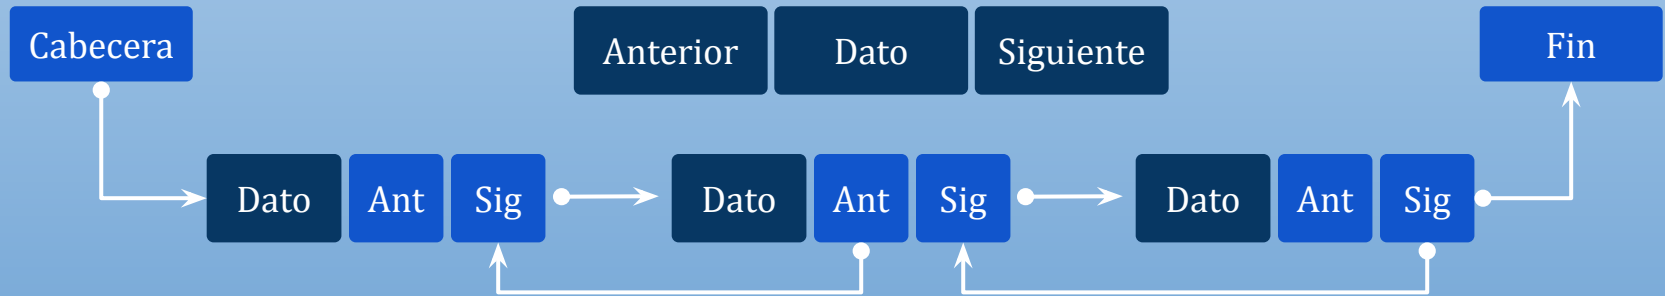 Cabecera
Anterior Dato Siguiente
Fin
Dato Ant Sig
Dato Ant Sig
Dato Ant Sig